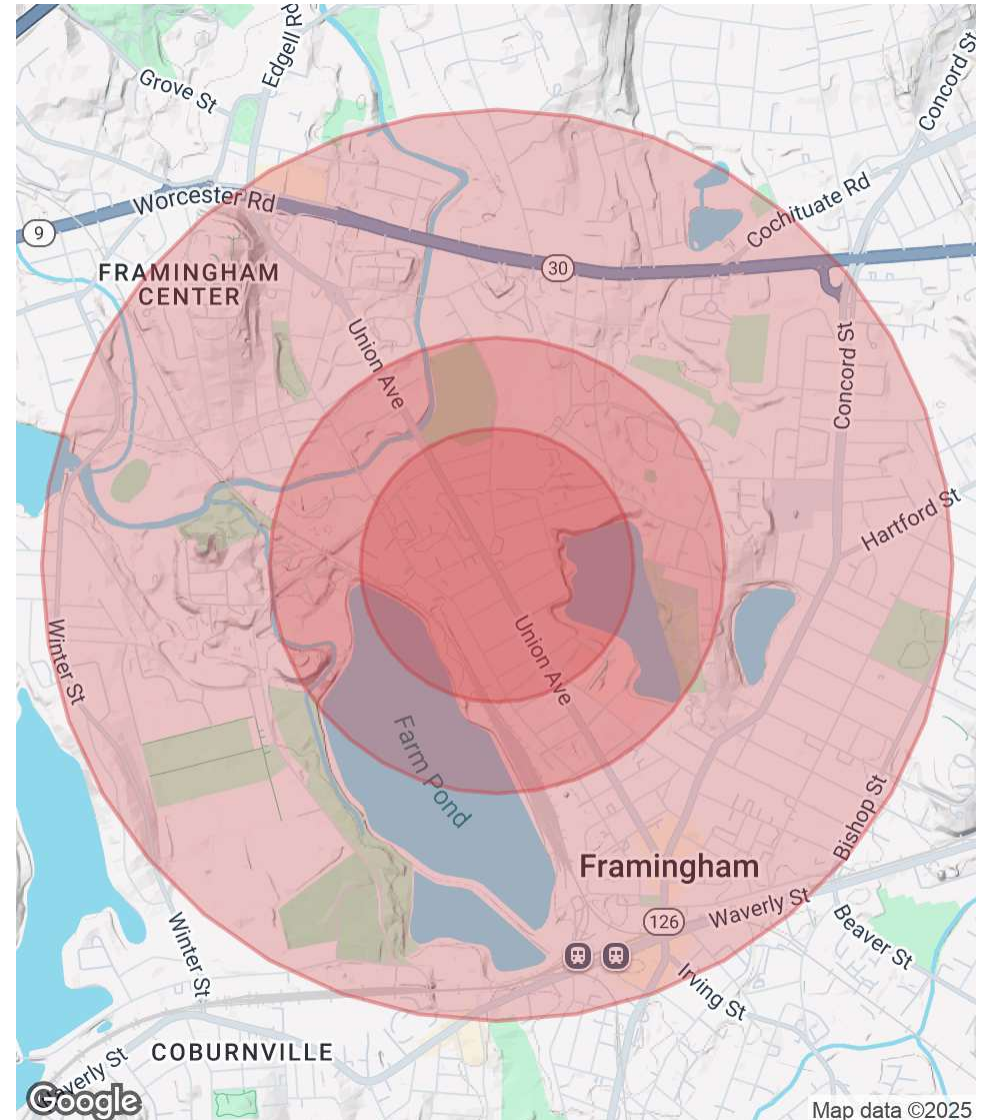 Edgell Rd
Grove St
Concord St
Worcester Rd
9
Cochituate Rd
30
FRAMINGHAM
CENTER
Union Ave
Concord St
Hartford St
Winter St
Union Ave
Farm Pond
Bishop St
Framingham
126
Waverly St
Beaver St
Winter St
Irving St
COBURNVILLE
Waverly St
Google
Map data ©2025